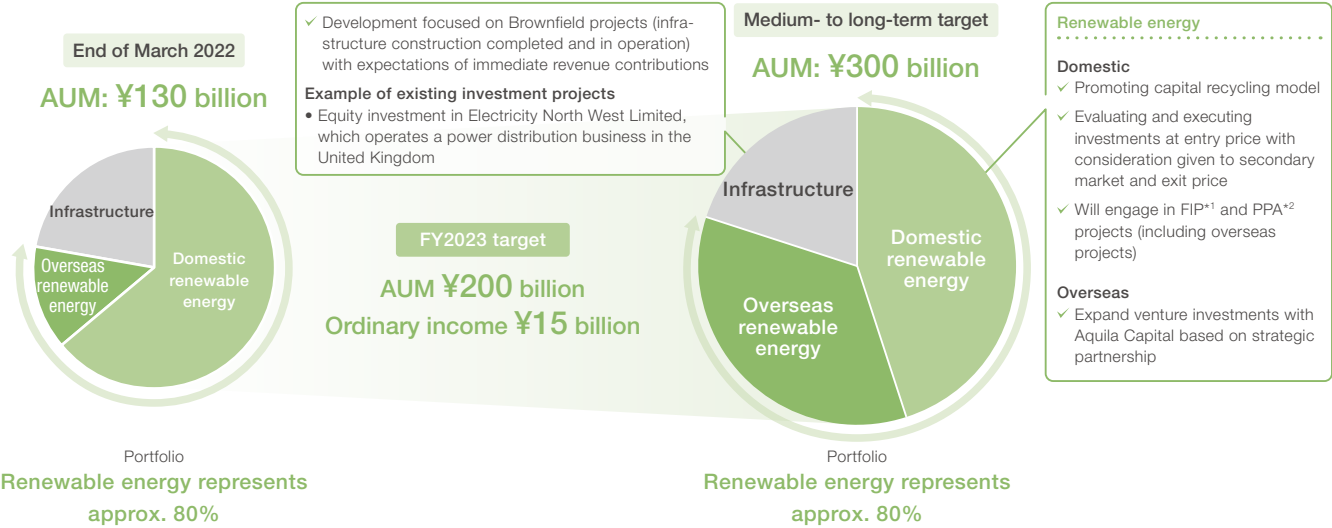 End of March 2022
AUM: ¥130 billion
Infrastructure
Overseas
renewable
energy
Domestic
renewable
energy
Portfolio
Renewable energy represents
approx. 80%
✓ Development focused on Brownfield projects (infra-
structure construction completed and in operation)
with expectations of immediate revenue contributions
Example of existing investment projects
• Equity investment in Electricity North West Limited,
which operates a power distribution business in the
United Kingdom
FY2023 target
AUM ¥200 billion
Ordinary income ¥15 billion
Medium- to long-term target
AUM: ¥300 billion
Infrastructure
Domestic
renewable
energy
Overseas
renewable
energy
Portfolio
Renewable energy represents
approx. 80%
Renewable energy
Domestic
✓ Promoting capital recycling model
✓ Evaluating and executing
investments at entry price with
consideration given to secondary
market and exit price
✓ Will engage in FIP*1 and PPA*2
projects (including overseas
projects)
Overseas
✓ Expand venture investments with
Aquila Capital based on strategic
partnership